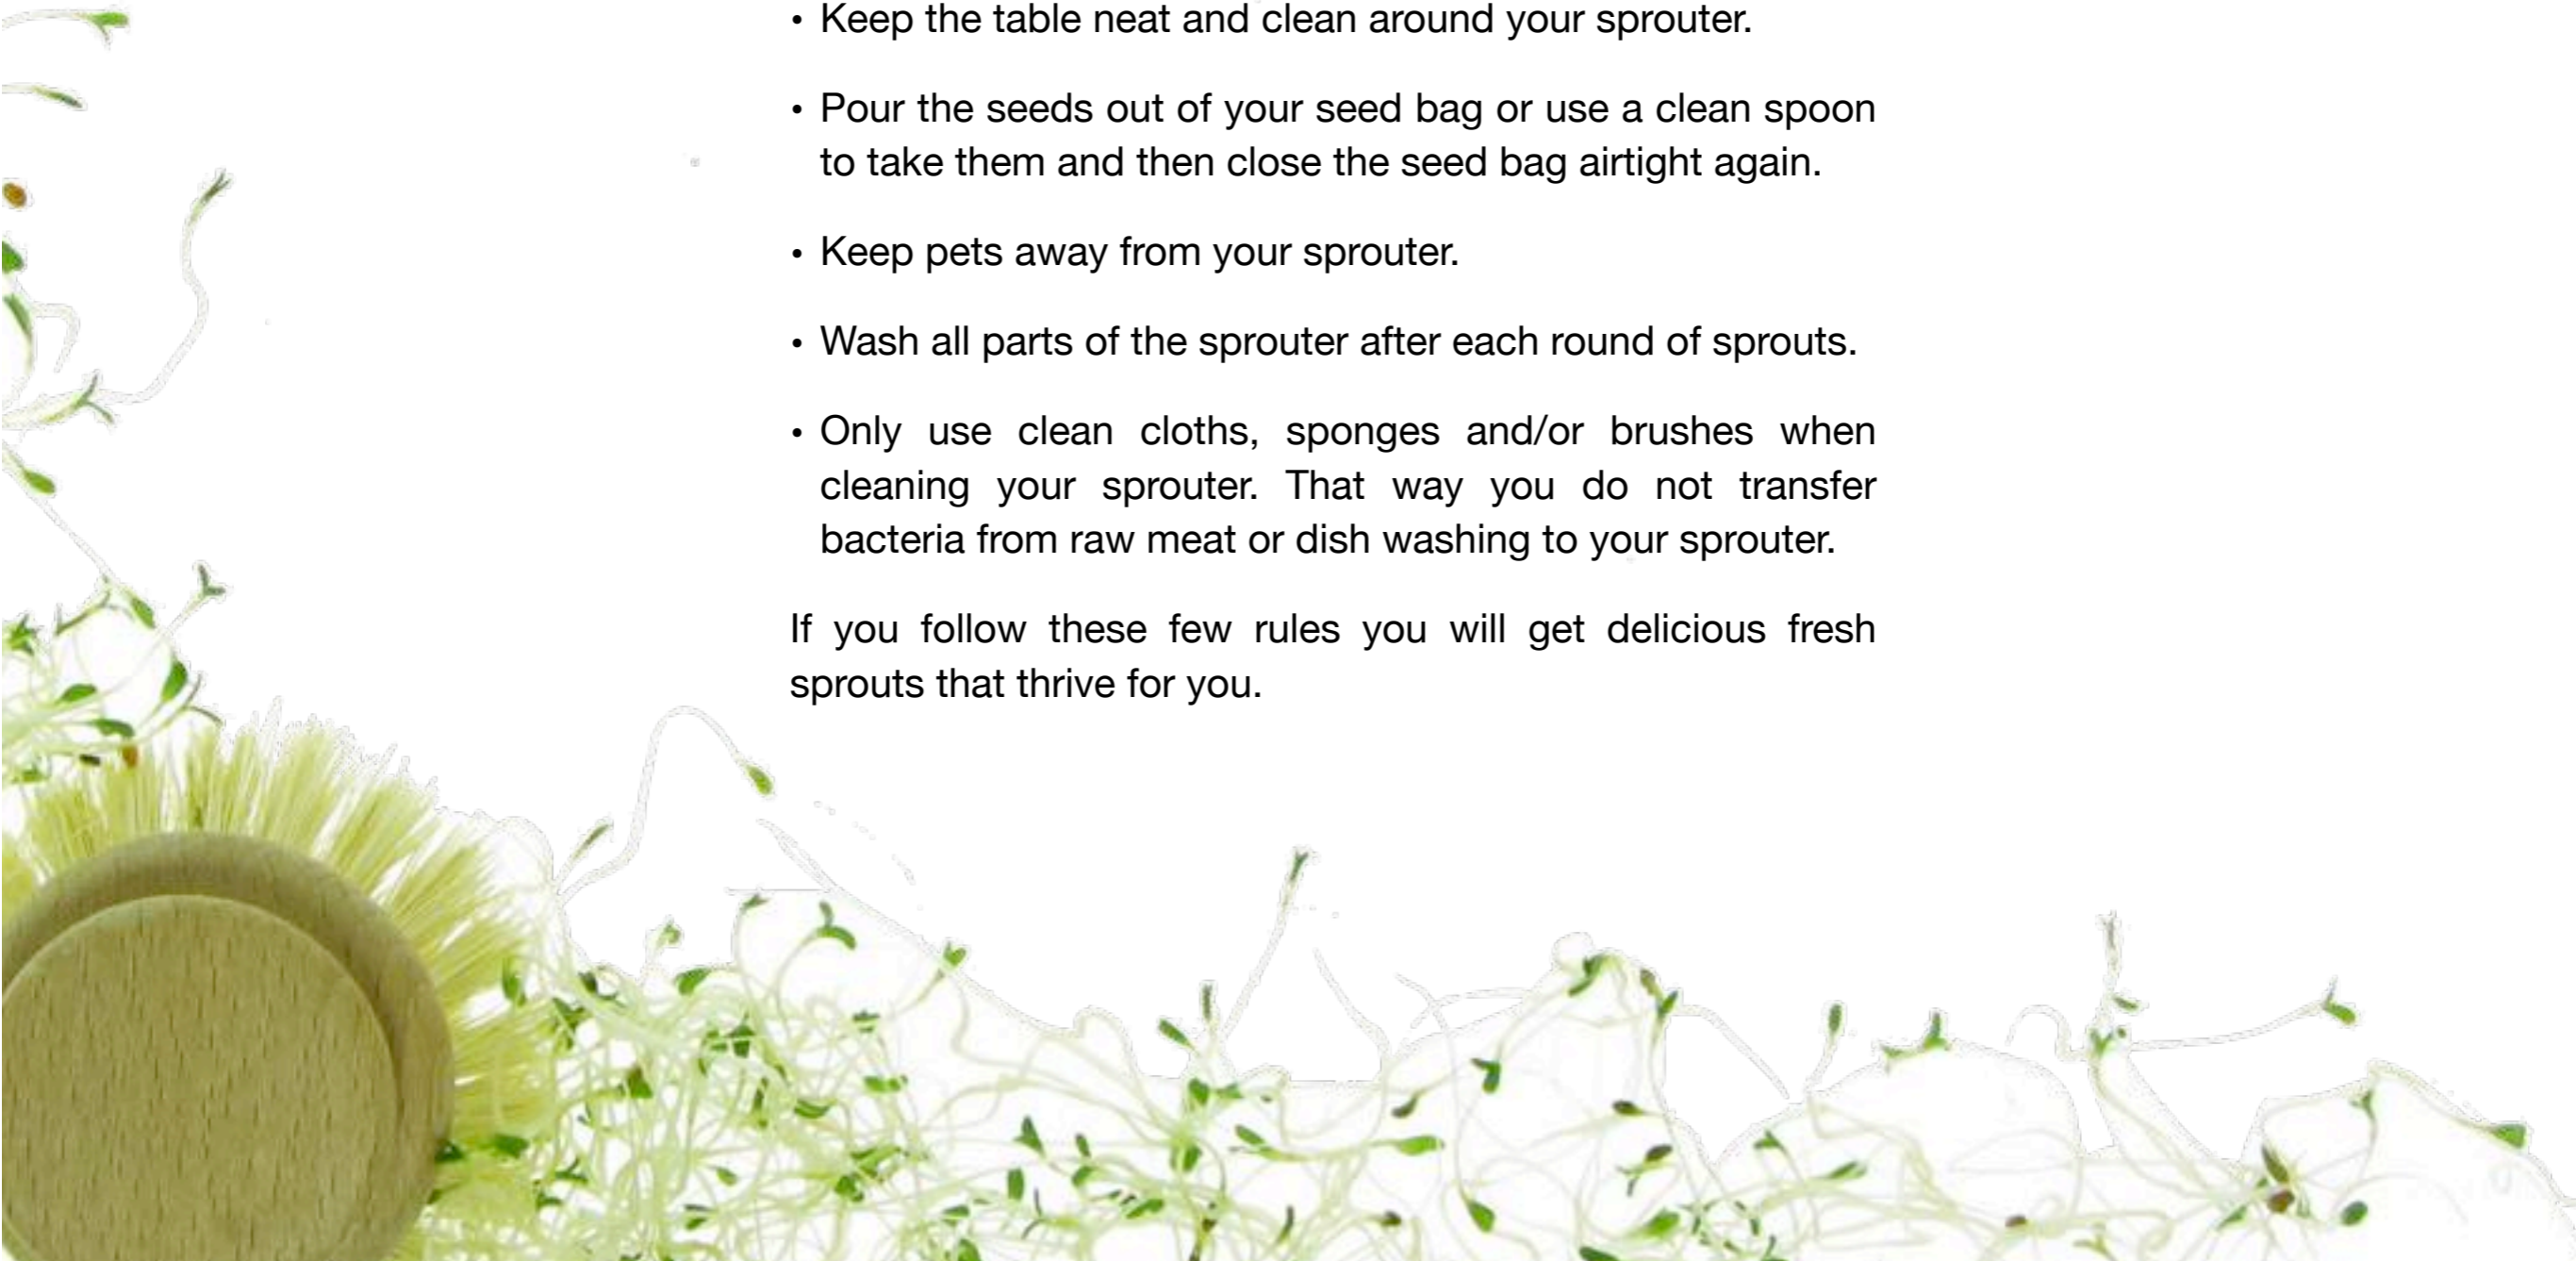 • Keep the table neat and clean around your sprouter.
• Pour the seeds out of your seed bag or use a clean spoon
to take them and then close the seed bag airtight again.
• Keep pets away from your sprouter.
• Wash all parts of the sprouter after each round of sprouts.
• Only use clean cloths, sponges and/or brushes when
cleaning your sprouter. That way you do not transfer
bacteria from raw meat or dish washing to your sprouter.
If you follow these few rules you will get delicious fresh
sprouts that thrive for you.